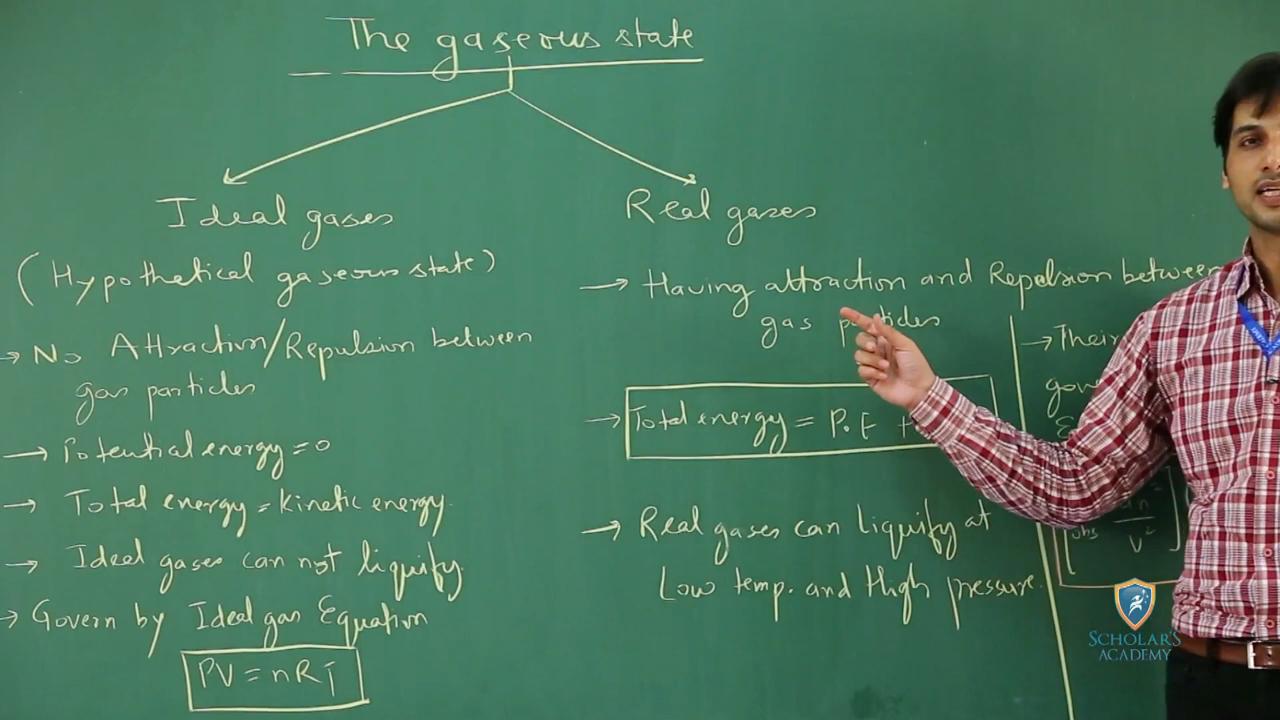 The gaseous state
Ideal gases
(Hypothetical gaseous state)
→ No Attraction/Repulsion between
gas particles
→ Potential energy = 0
→ Total energy = Kinetic energy.
→ Ideal gases can not liquify.
→ Govern by Ideal gas Equation
PV = nRT
Real gases
→ Having attraction and Repulsion between
gas particles
→ Total energy = P.E +
→ Real gases can liquify at
Low temp. and High pressure.
→ Their
obs
V²
SCHOLAR'S
ACADEMY